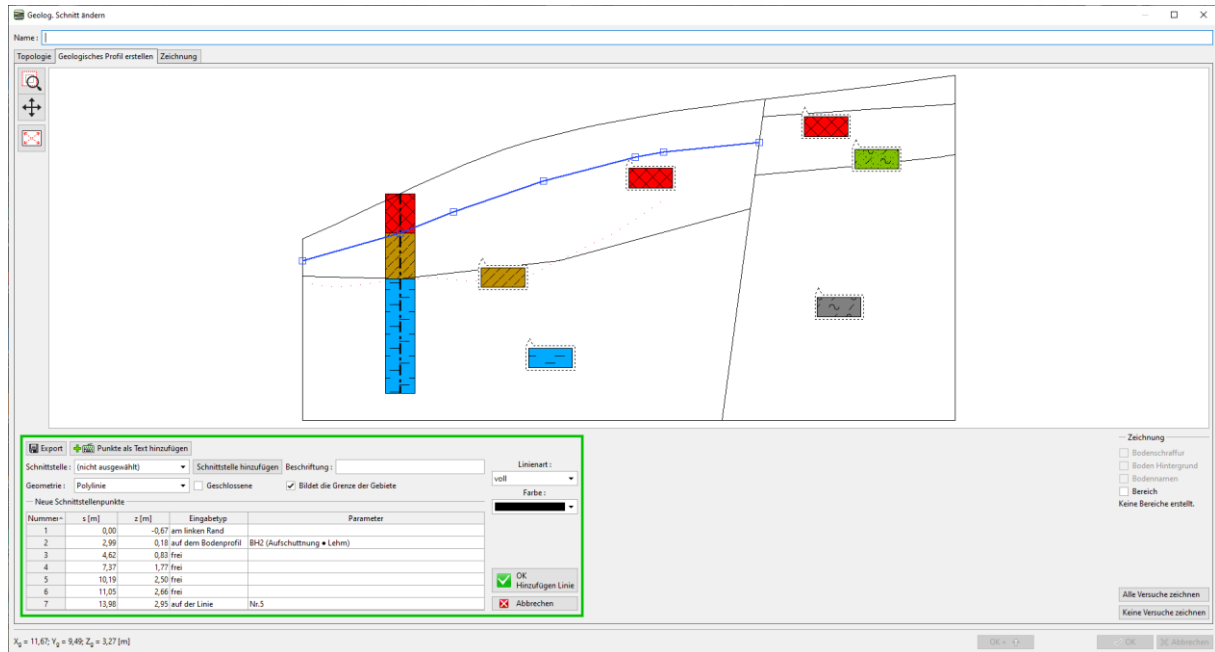 Geolog. Schnitt ändern
Name :
Topologie Geologisches Profil erstellen Zeichnung
Export Punkte als Text hinzufügen
Schnittstelle : (nicht ausgewählt) Schnittstelle hinzufügen Beschriftung :
Geometrie : Polylinie Geschlossene Bildet die Grenze der Gebiete
Neue Schnittstellenpunkte
Nummer s [m] z [m] Eingabetyp Parameter
1 0,00 -0,67 am linken Rand
2 2,99 0,18 auf dem Bodenprofil BH2 (Aufschuttnung ● Lehm)
3 4,62 0,83 frei
4 7,37 1,77 frei
5 10,19 2,50 frei
6 11,05 2,66 frei
7 13,98 2,95 auf der Linie Nr.5
Linienart :
voll
Farbe :
OK
Hinzufügen Linie
Abbrechen
Zeichnung
Bodenschraffur
Boden Hintergrund
Bodennamen
Bereich
Keine Bereiche erstellt.
Alle Versuche zeichnen
Keine Versuche zeichnen
Xg = 11,67; Yg = 9,49; Zg = 3,27 [m]
OK + OK Abbrechen